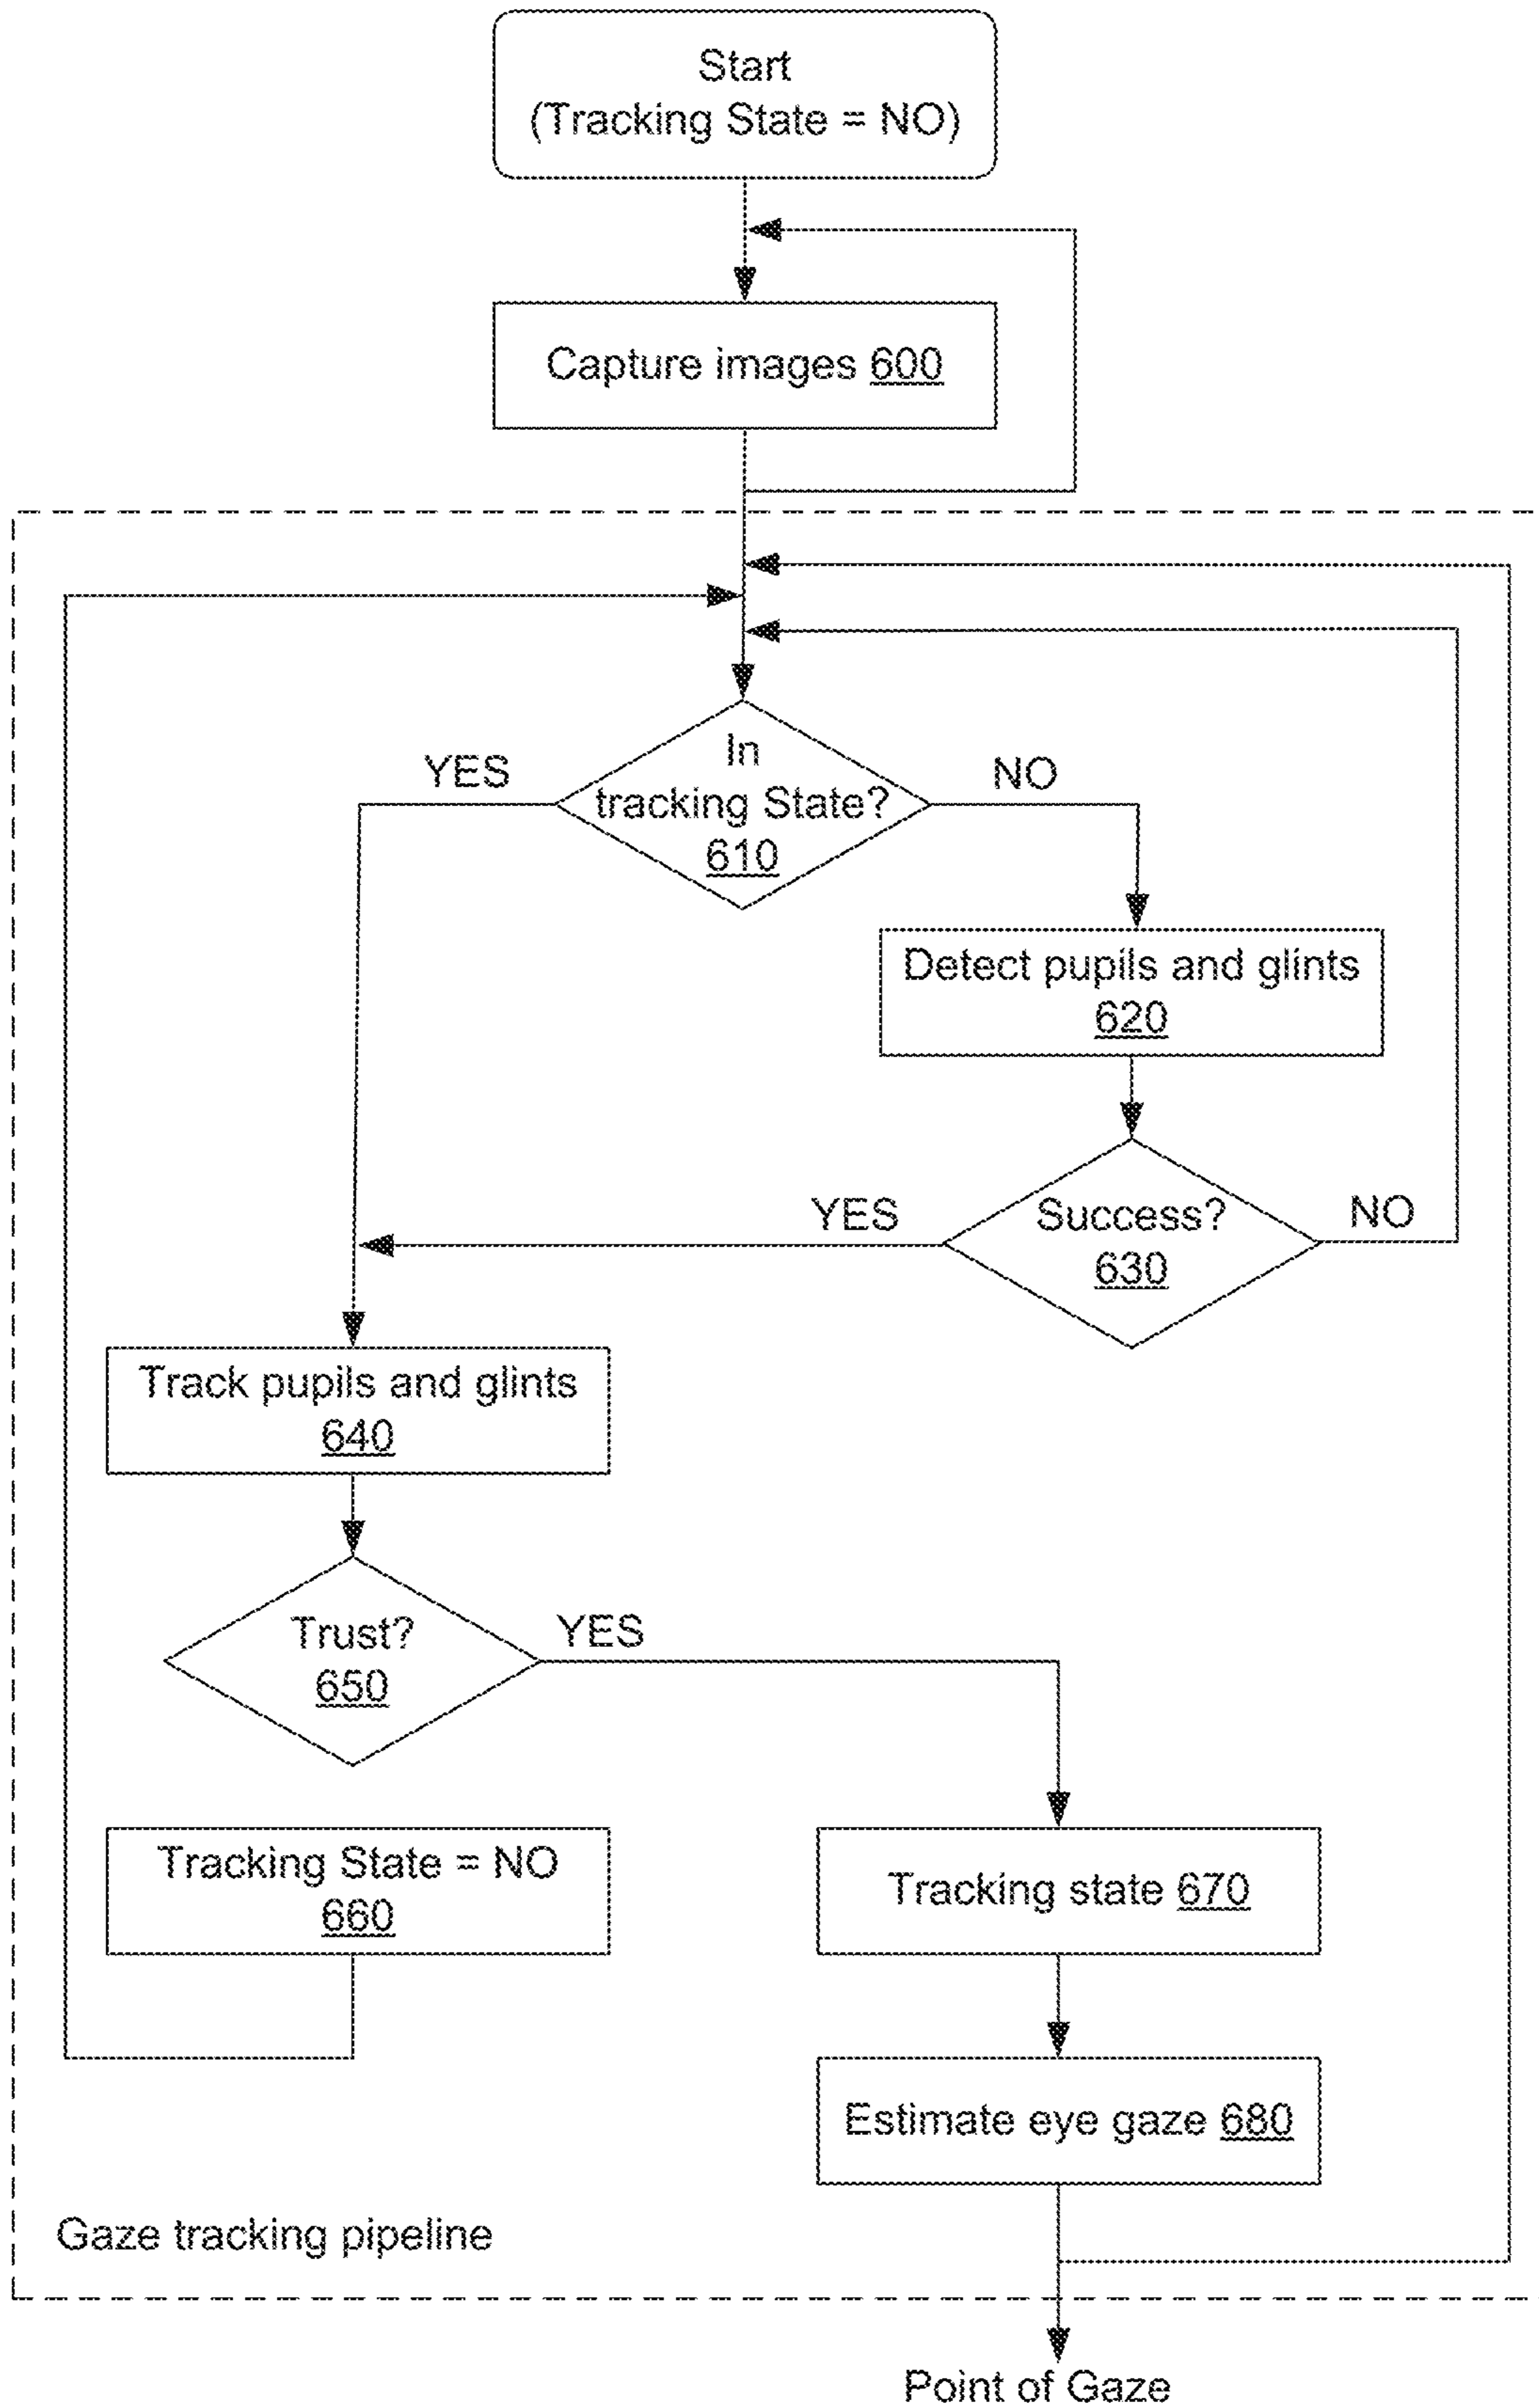 Start
(Tracking State = NO)
Capture images 600
In
YES
NO
tracking State?
610
Detect pupils and glints
620
YES
Success?
NO
630
Track pupils and glints
640
Trust?
YES
650
Tracking State = NO
660
Tracking state 670
Estimate eye gaze 680
Gaze tracking pipeline
Point of Gaze